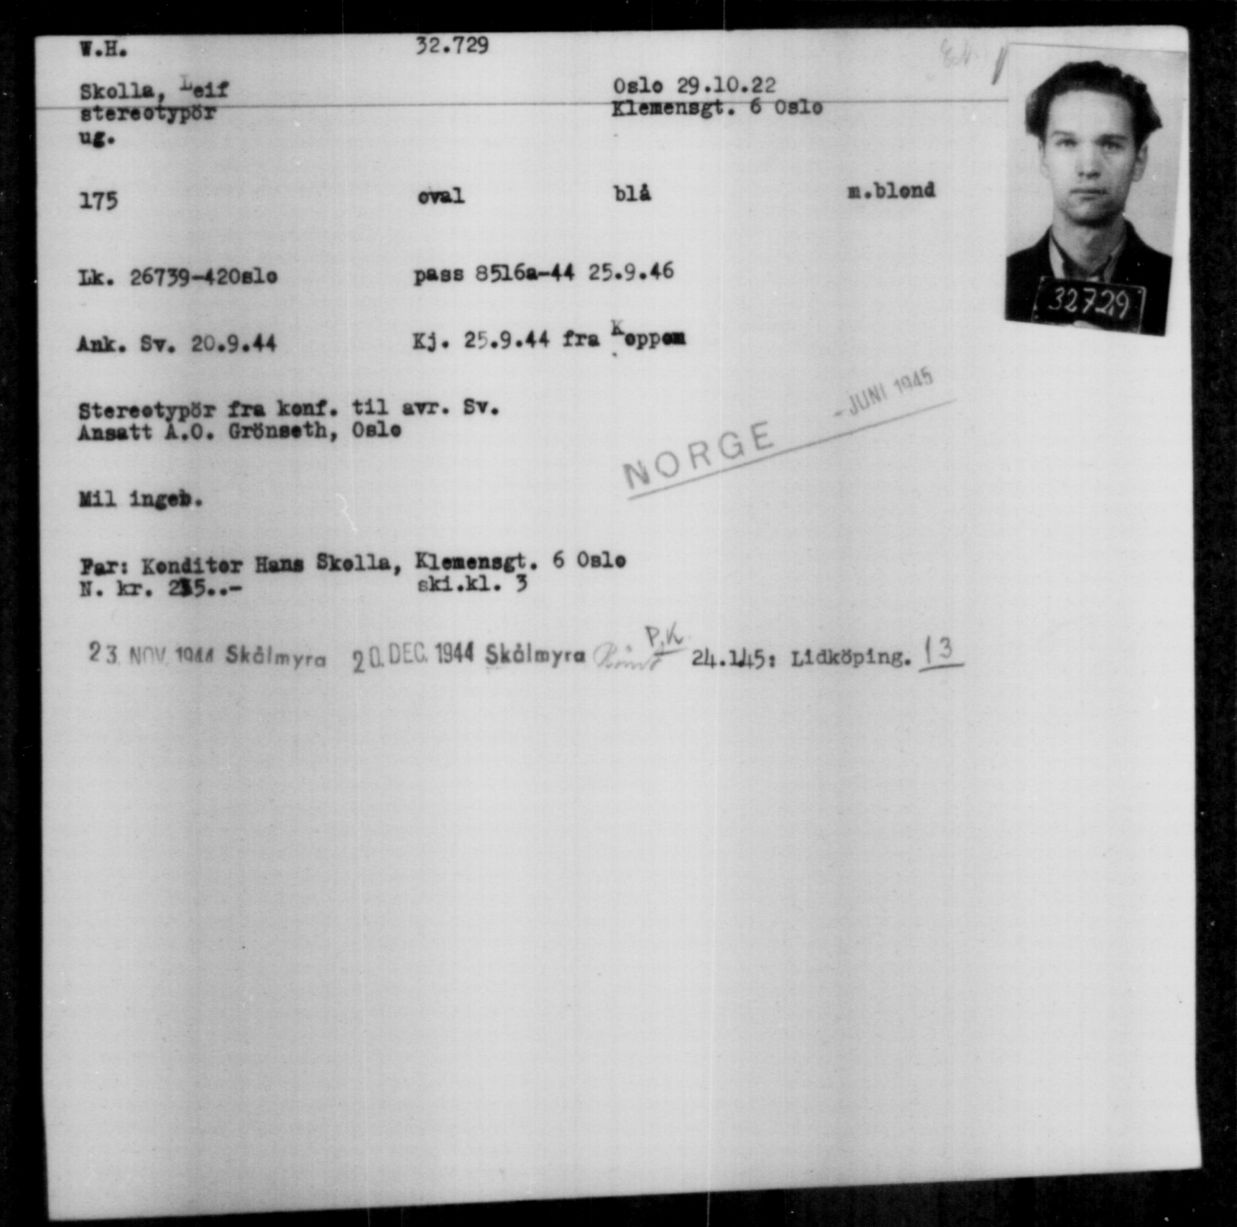 W.H. 32.729
Skolla, Leif Oslo 29.10.22
stereotypör Klemensgt. 6 Oslo
ug.
175 oval blå m.blond
Lk. 26739-42Oslo pass 8516a-44 25.9.46
Ank. Sv. 20.9.44 Kj. 25.9.44 fra Koppom
Stereotypör fra konf. til avr. Sv.
Ansatt A.O. Grönseth, Oslo
NORGE - JUNI 1945
Mil ingen.
Far: Konditor Hans Skolla, Klemensgt. 6 Oslo
N. kr. 235..- ski.kl. 3
P.K
23 NOV 1944 Skålmyra 20. DEC. 1944 Skålmyra 24.1.45: Lidköping. 13
32729